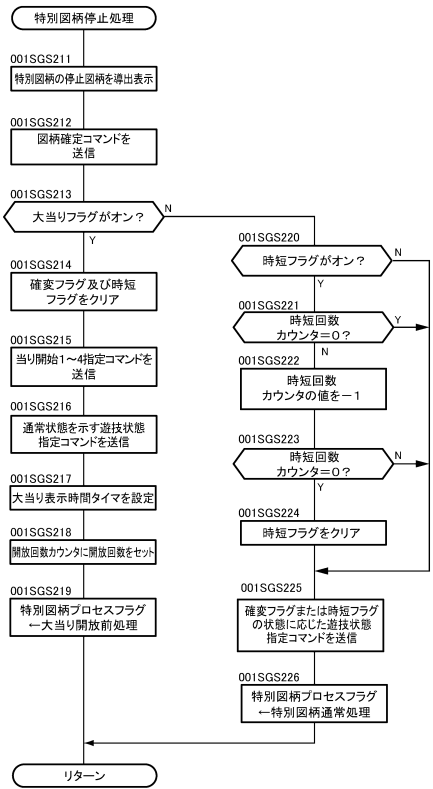 特別図柄停止処理
001SGS211
特別図柄の停止図柄を導出表示
001SGS212
図柄確定コマンドを
送信
001SGS213
大当りフラグがオン？
N
Y
001SGS214
確変フラグ及び時短
フラグをクリア
001SGS215
当り開始1～4指定コマンドを
送信
001SGS216
通常状態を示す遊技状態
指定コマンドを送信
001SGS217
大当り表示時間タイマを設定
001SGS218
開放回数カウンタに開放回数をセット
001SGS219
特別図柄プロセスフラグ
←大当り開放前処理
001SGS220
時短フラグがオン？
N
Y
001SGS221
時短回数
カウンタ＝0？
Y
N
001SGS222
時短回数
カウンタの値を－1
001SGS223
時短回数
カウンタ＝0？
N
Y
001SGS224
時短フラグをクリア
001SGS225
確変フラグまたは時短フラグ
の状態に応じた遊技状態
指定コマンドを送信
001SGS226
特別図柄プロセスフラグ
←特別図柄通常処理
リターン